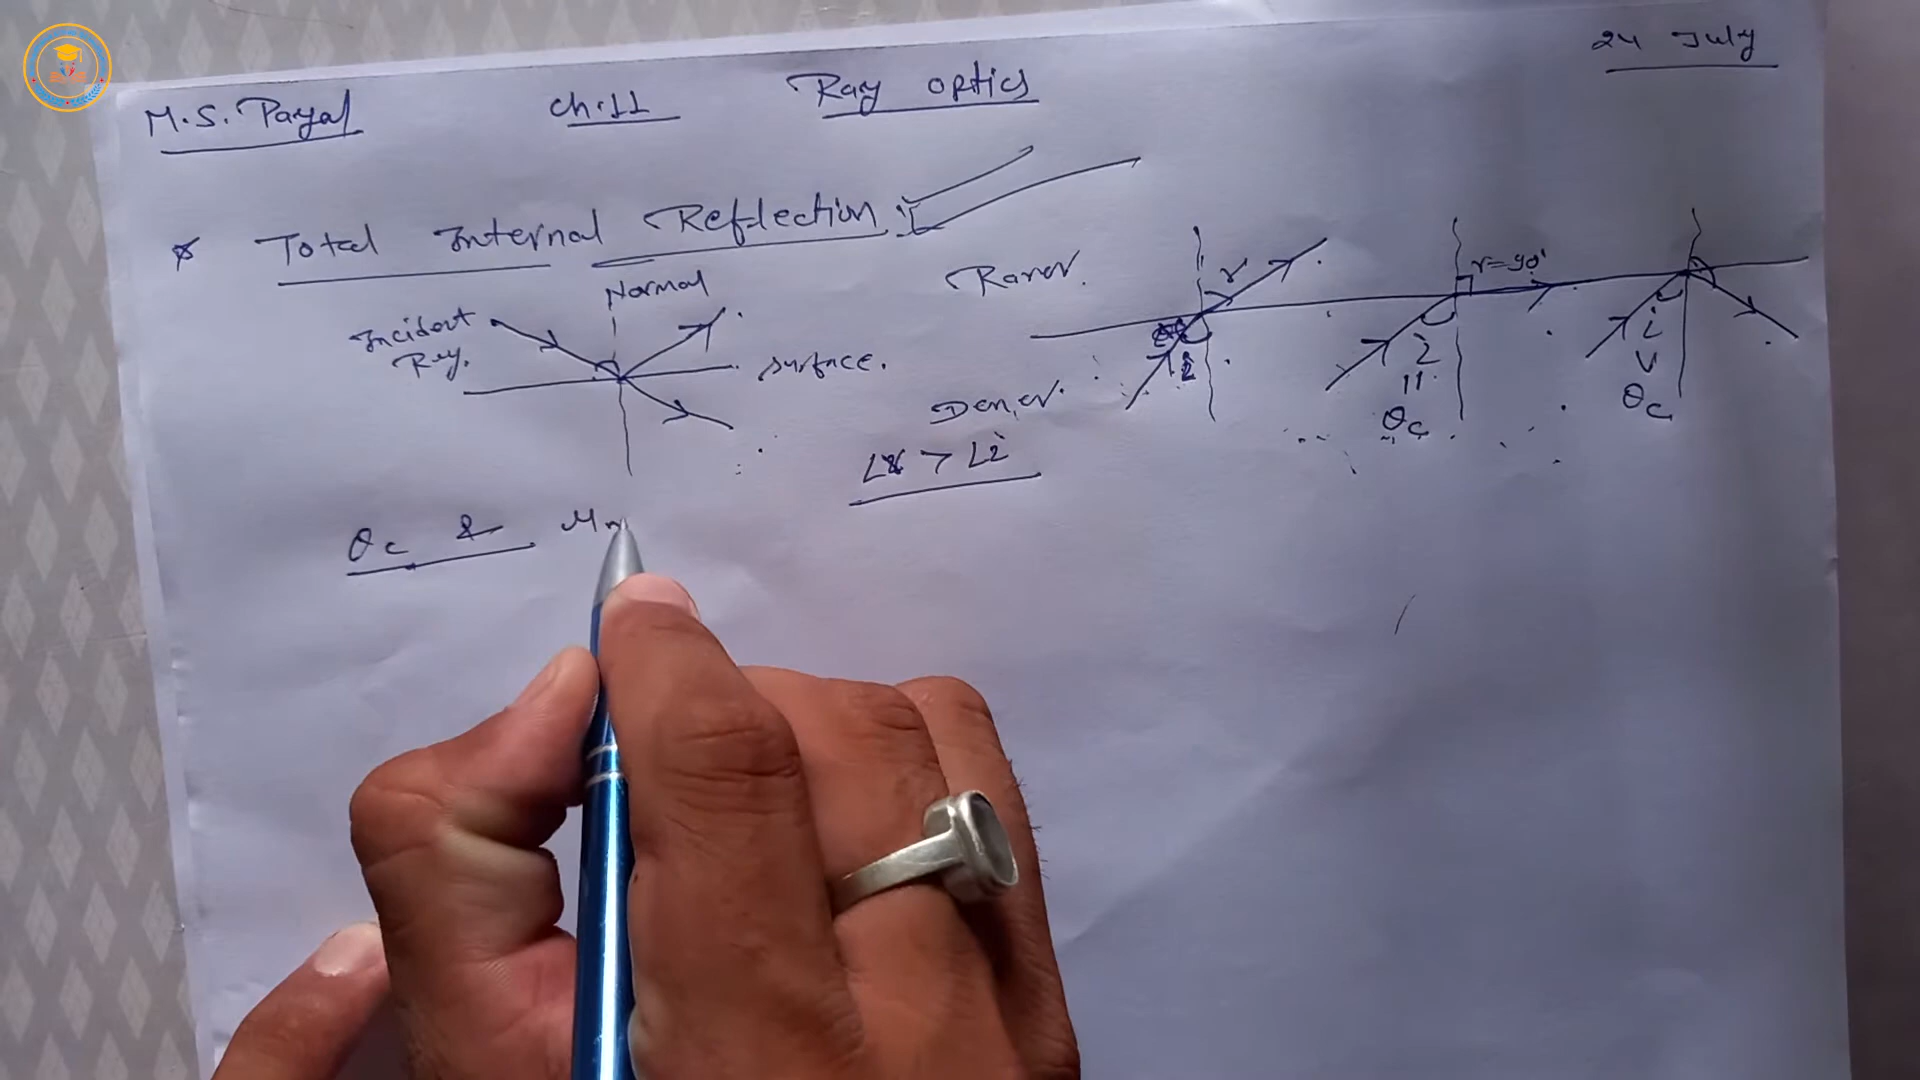 24 July
M.S. Payal Ch.11 Ray optics
* Total Internal Reflection :
Normal
Incident
Ray.
surface.
Rarer.
Denser.
r
r=90°
i
i
i
θc
θc
∠r > ∠i
θc &